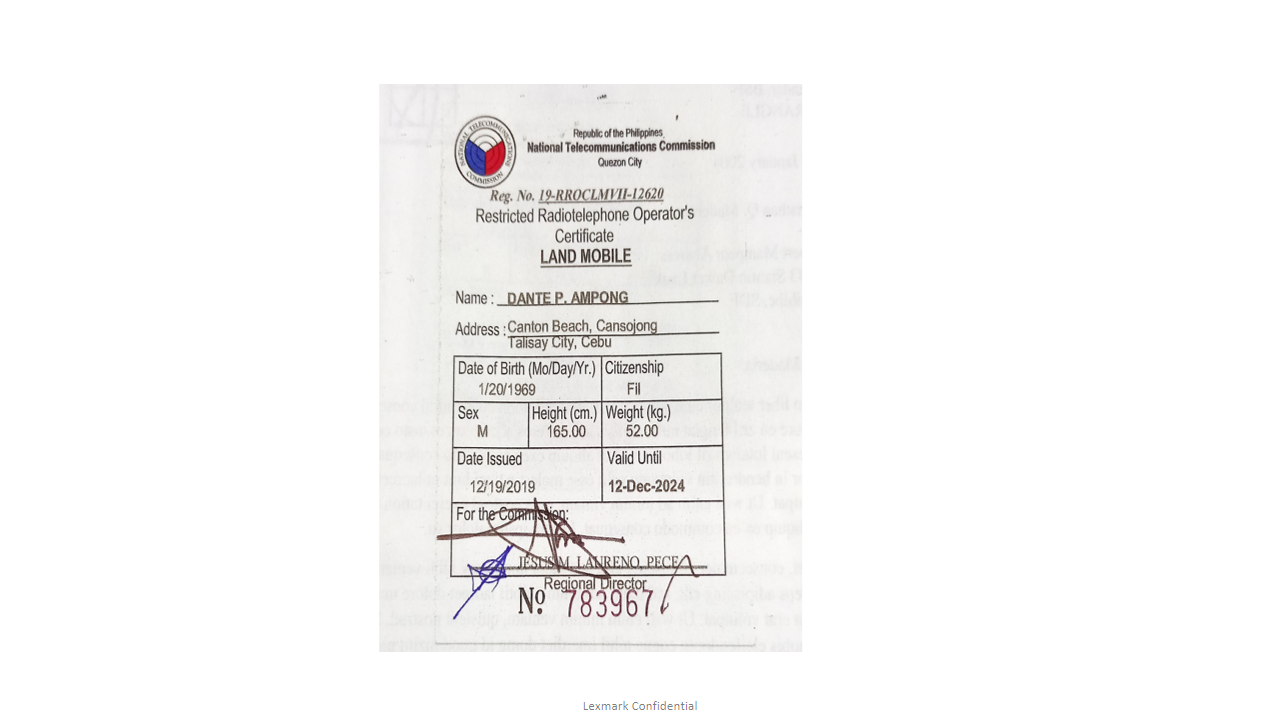 Republic of the Philippines
National Telecommunications Commission
Quezon City
NATIONAL TELECOMMUNICATIONS COMMISSION
Reg. No. 19-RROCLMVII-12620
Restricted Radiotelephone Operator's
Certificate
LAND MOBILE
Name : DANTE P. AMPONG
Address : Canton Beach, Cansojong
Talisay City, Cebu
Date of Birth (Mo/Day/Yr.) Citizenship
1/20/1969 Fil
Sex Height (cm.) Weight (kg.)
M 165.00 52.00
Date Issued Valid Until
12/19/2019 12-Dec-2024
For the Commission:
JESUS M. LAURENO, PECE
Regional Director
Nº 783967
Lexmark Confidential